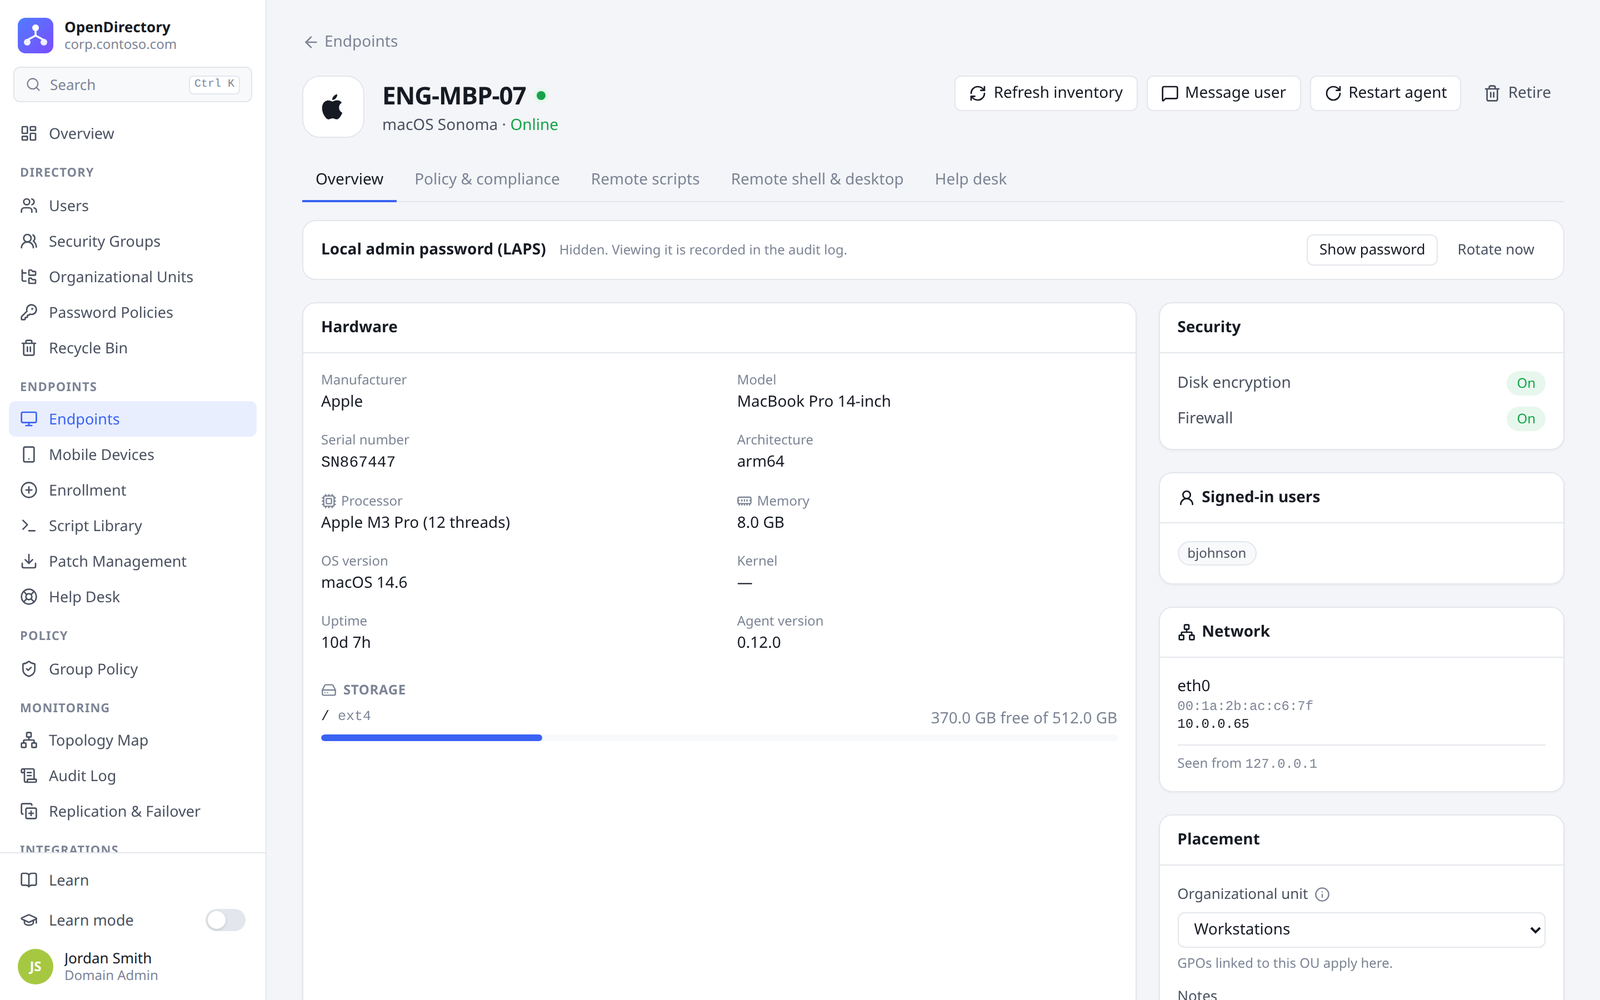 OpenDirectory
corp.contoso.com
Search
Ctrl K
Overview
DIRECTORY
Users
Security Groups
Organizational Units
Password Policies
Recycle Bin
ENDPOINTS
Endpoints
Mobile Devices
Enrollment
Script Library
Patch Management
Help Desk
POLICY
Group Policy
MONITORING
Topology Map
Audit Log
Replication & Failover
INTEGRATIONS
Learn
Learn mode
JS
Jordan Smith
Domain Admin
Endpoints
ENG-MBP-07
macOS Sonoma · Online
Refresh inventory
Message user
Restart agent
Retire
Overview
Policy & compliance
Remote scripts
Remote shell & desktop
Help desk
Local admin password (LAPS)
Hidden. Viewing it is recorded in the audit log.
Show password
Rotate now
Hardware
Manufacturer
Apple
Model
MacBook Pro 14-inch
Serial number
SN867447
Architecture
arm64
Processor
Apple M3 Pro (12 threads)
Memory
8.0 GB
OS version
macOS 14.6
Kernel
—
Uptime
10d 7h
Agent version
0.12.0
STORAGE
/ ext4
370.0 GB free of 512.0 GB
Security
Disk encryption
On
Firewall
On
Signed-in users
bjohnson
Network
eth0
00:1a:2b:ac:c6:7f
10.0.0.65
Seen from 127.0.0.1
Placement
Organizational unit
Workstations
GPOs linked to this OU apply here.
Notes